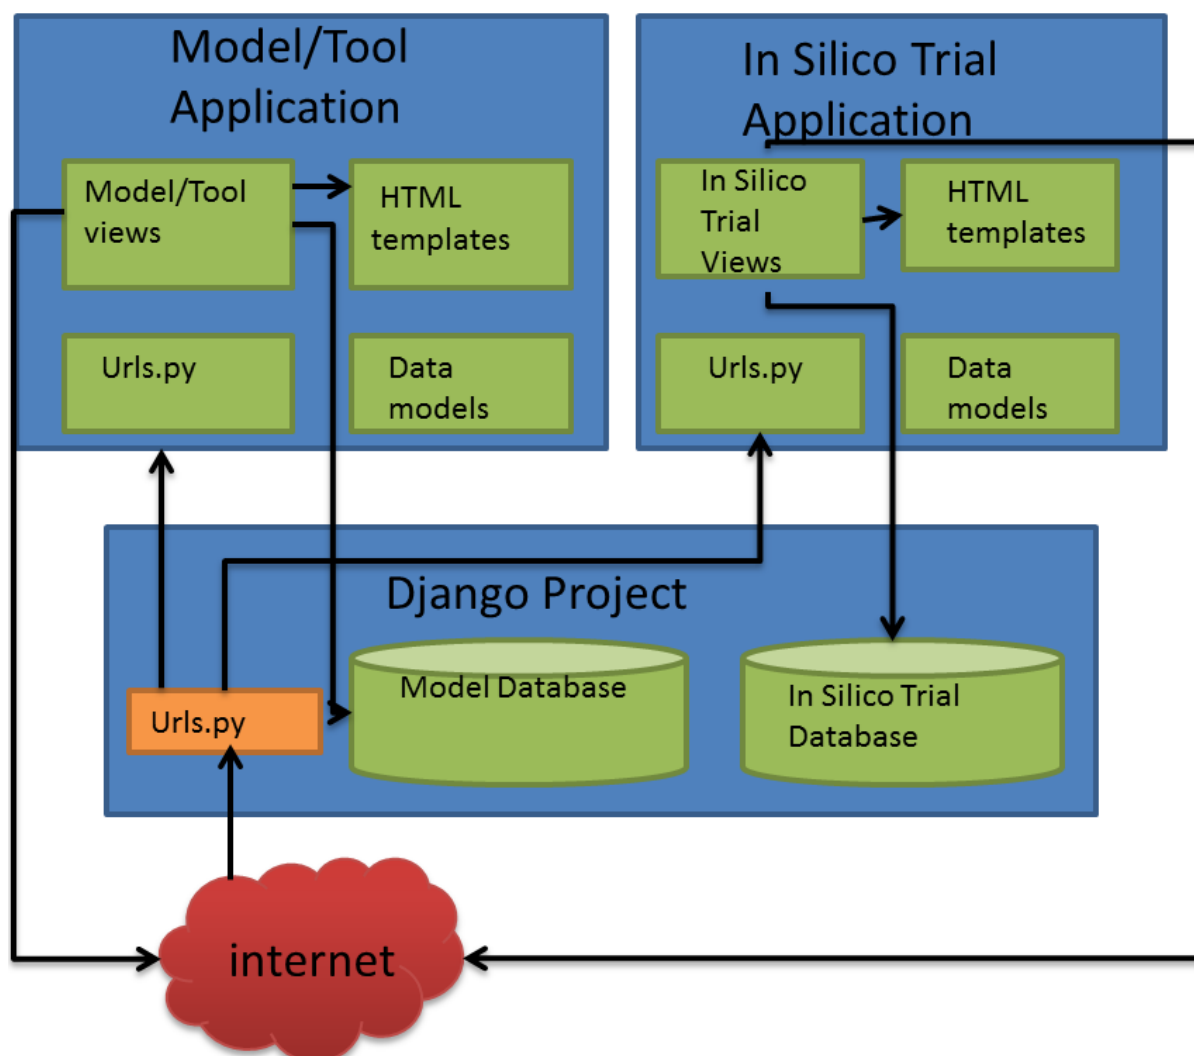 Model/Tool
Application
In Silico Trial
Application
Model/Tool
views
HTML
templates
In Silico
Trial
Views
HTML
templates
Urls.py
Data
models
Urls.py
Data
models
Django Project
Model Database
In Silico Trial
Database
Urls.py
internet